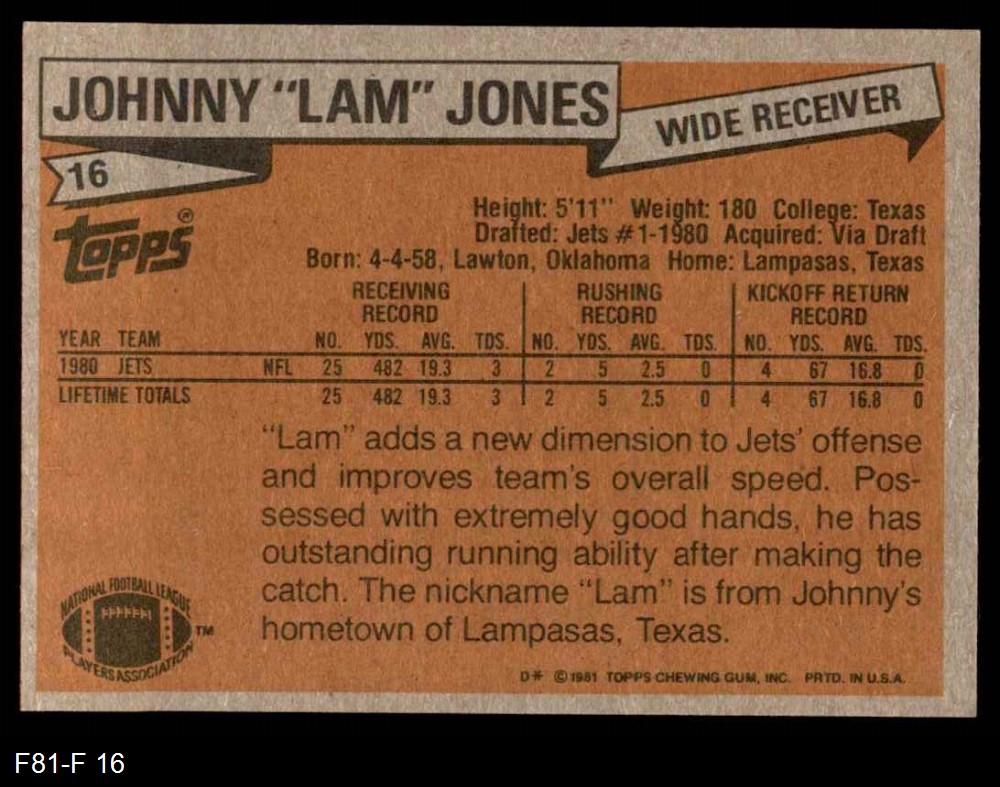 JOHNNY "LAM" JONES
WIDE RECEIVER
16
topps®
Height: 5'11" Weight: 180 College: Texas
Drafted: Jets #1-1980 Acquired: Via Draft
Born: 4-4-58, Lawton, Oklahoma Home: Lampasas, Texas
RECEIVING RECORD RUSHING RECORD KICKOFF RETURN RECORD
YEAR TEAM NO. YDS. AVG. TDS. NO. YDS. AVG. TDS. NO. YDS. AVG. TDS.
1980 JETS NFL 25 482 19.3 3 2 5 2.5 0 4 67 16.8 0
LIFETIME TOTALS 25 482 19.3 3 2 5 2.5 0 4 67 16.8 0
"Lam" adds a new dimension to Jets' offense
and improves team's overall speed. Pos-
sessed with extremely good hands, he has
outstanding running ability after making the
catch. The nickname "Lam" is from Johnny's
hometown of Lampasas, Texas.
NATIONAL FOOTBALL LEAGUE
PLAYERS ASSOCIATION
TM
D* ©1981 TOPPS CHEWING GUM, INC. PRTD. IN U.S.A.
F81-F 16